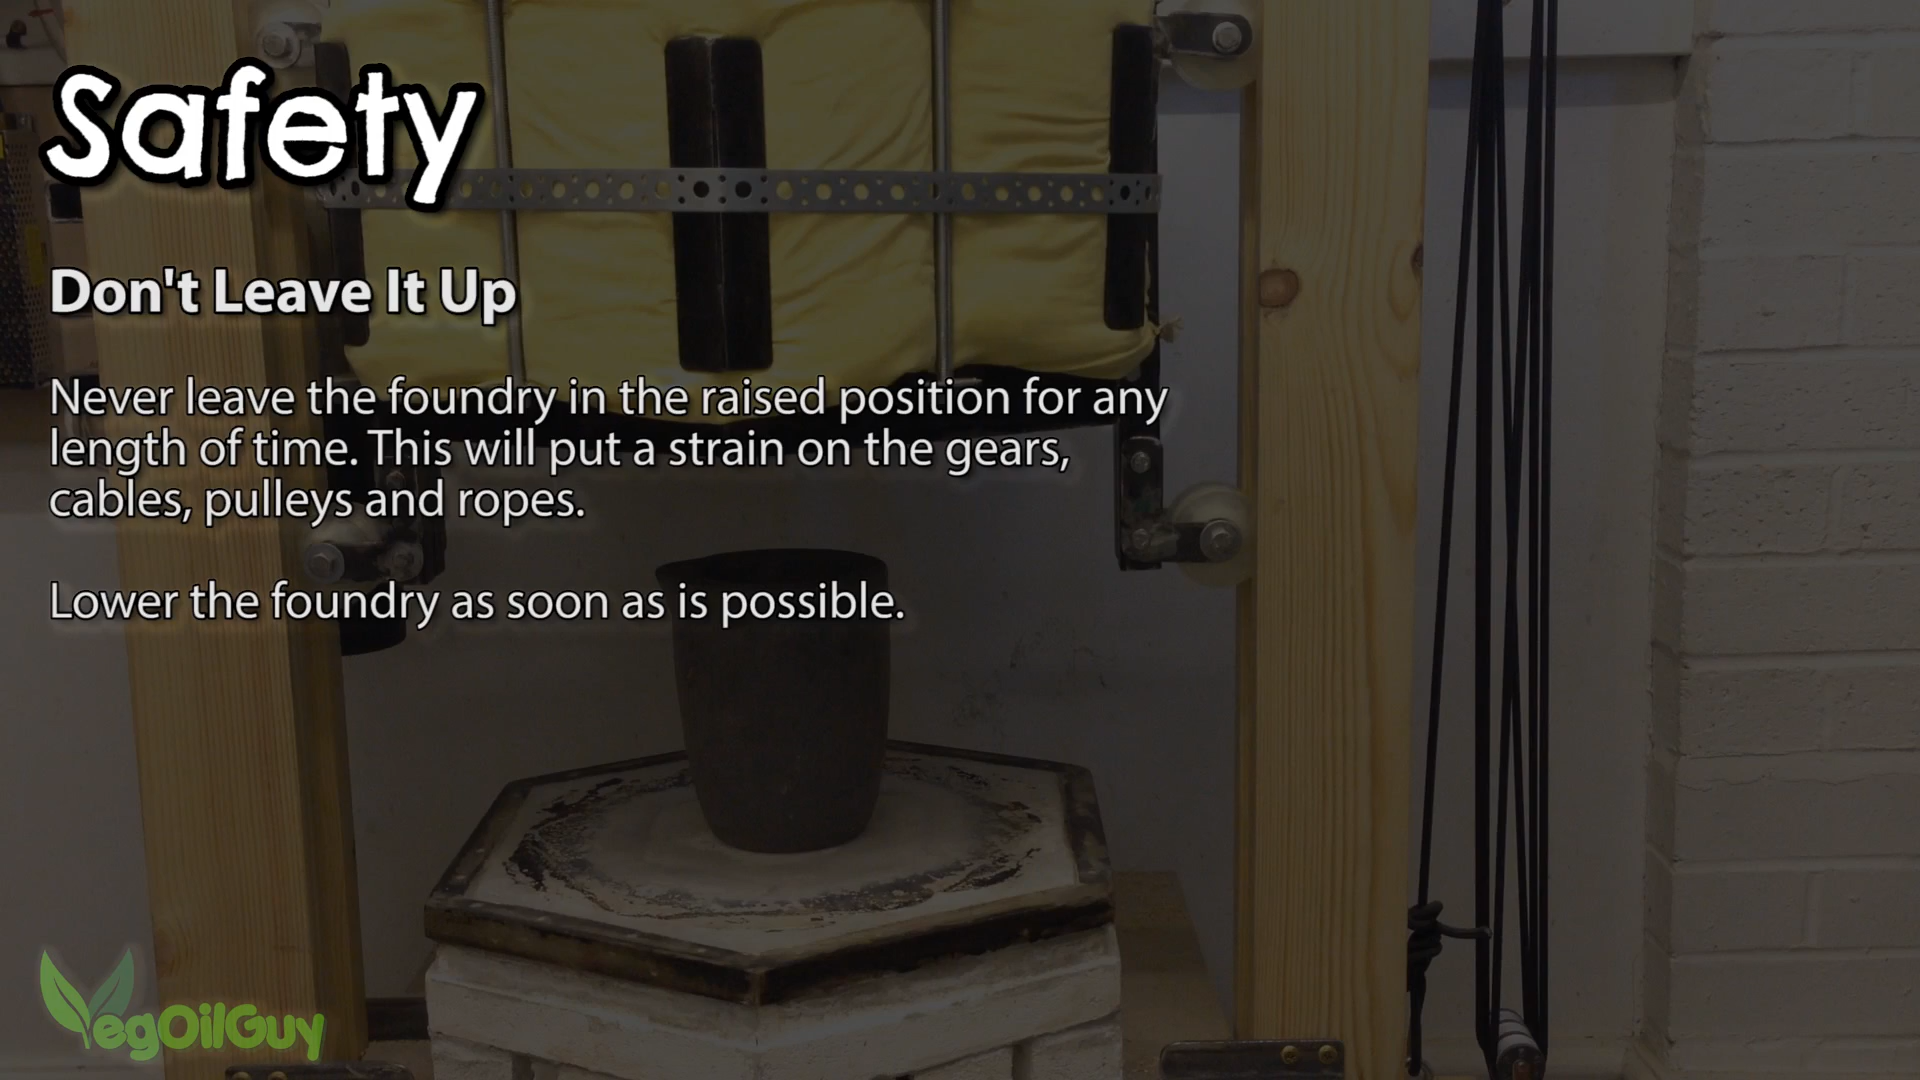 Safety
Don't Leave It Up
Never leave the foundry in the raised position for any
length of time. This will put a strain on the gears,
cables, pulleys and ropes.
Lower the foundry as soon as is possible.
VegOilGuy